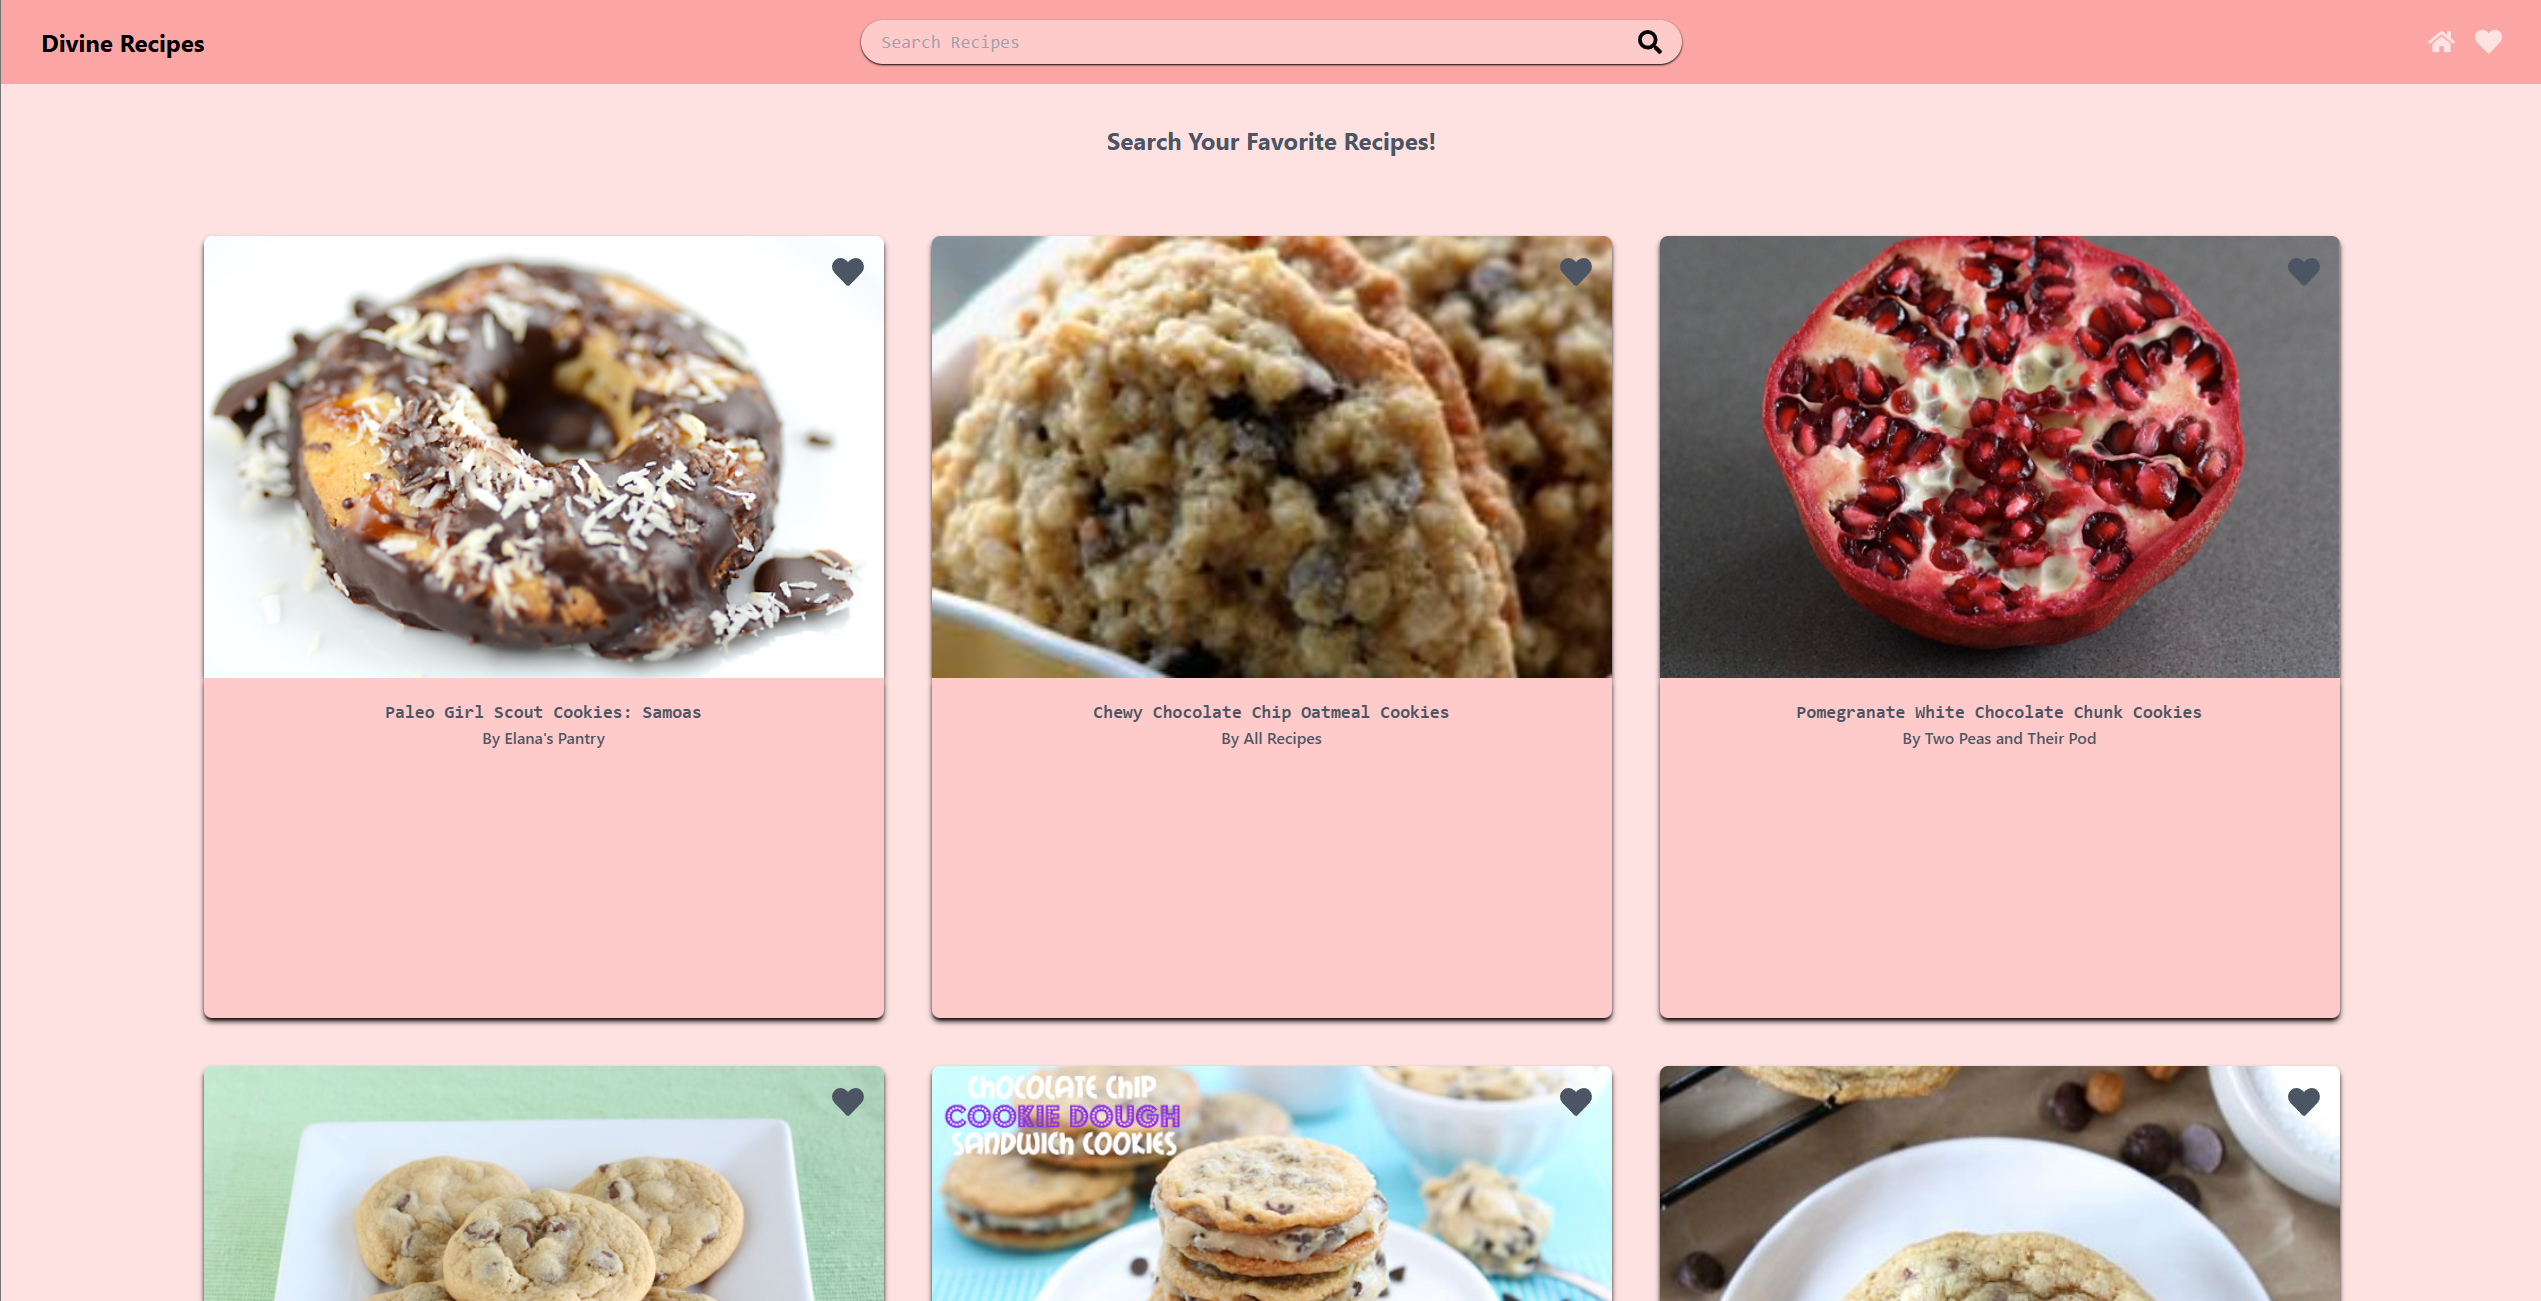 Divine Recipes
Search Recipes
Search Your Favorite Recipes!
Paleo Girl Scout Cookies: Samoas
By Elana's Pantry
Chewy Chocolate Chip Oatmeal Cookies
By All Recipes
Pomegranate White Chocolate Chunk Cookies
By Two Peas and Their Pod
CHOCOLATE CHIP
COOKIE DOUGH
SANDWICH COOKIES